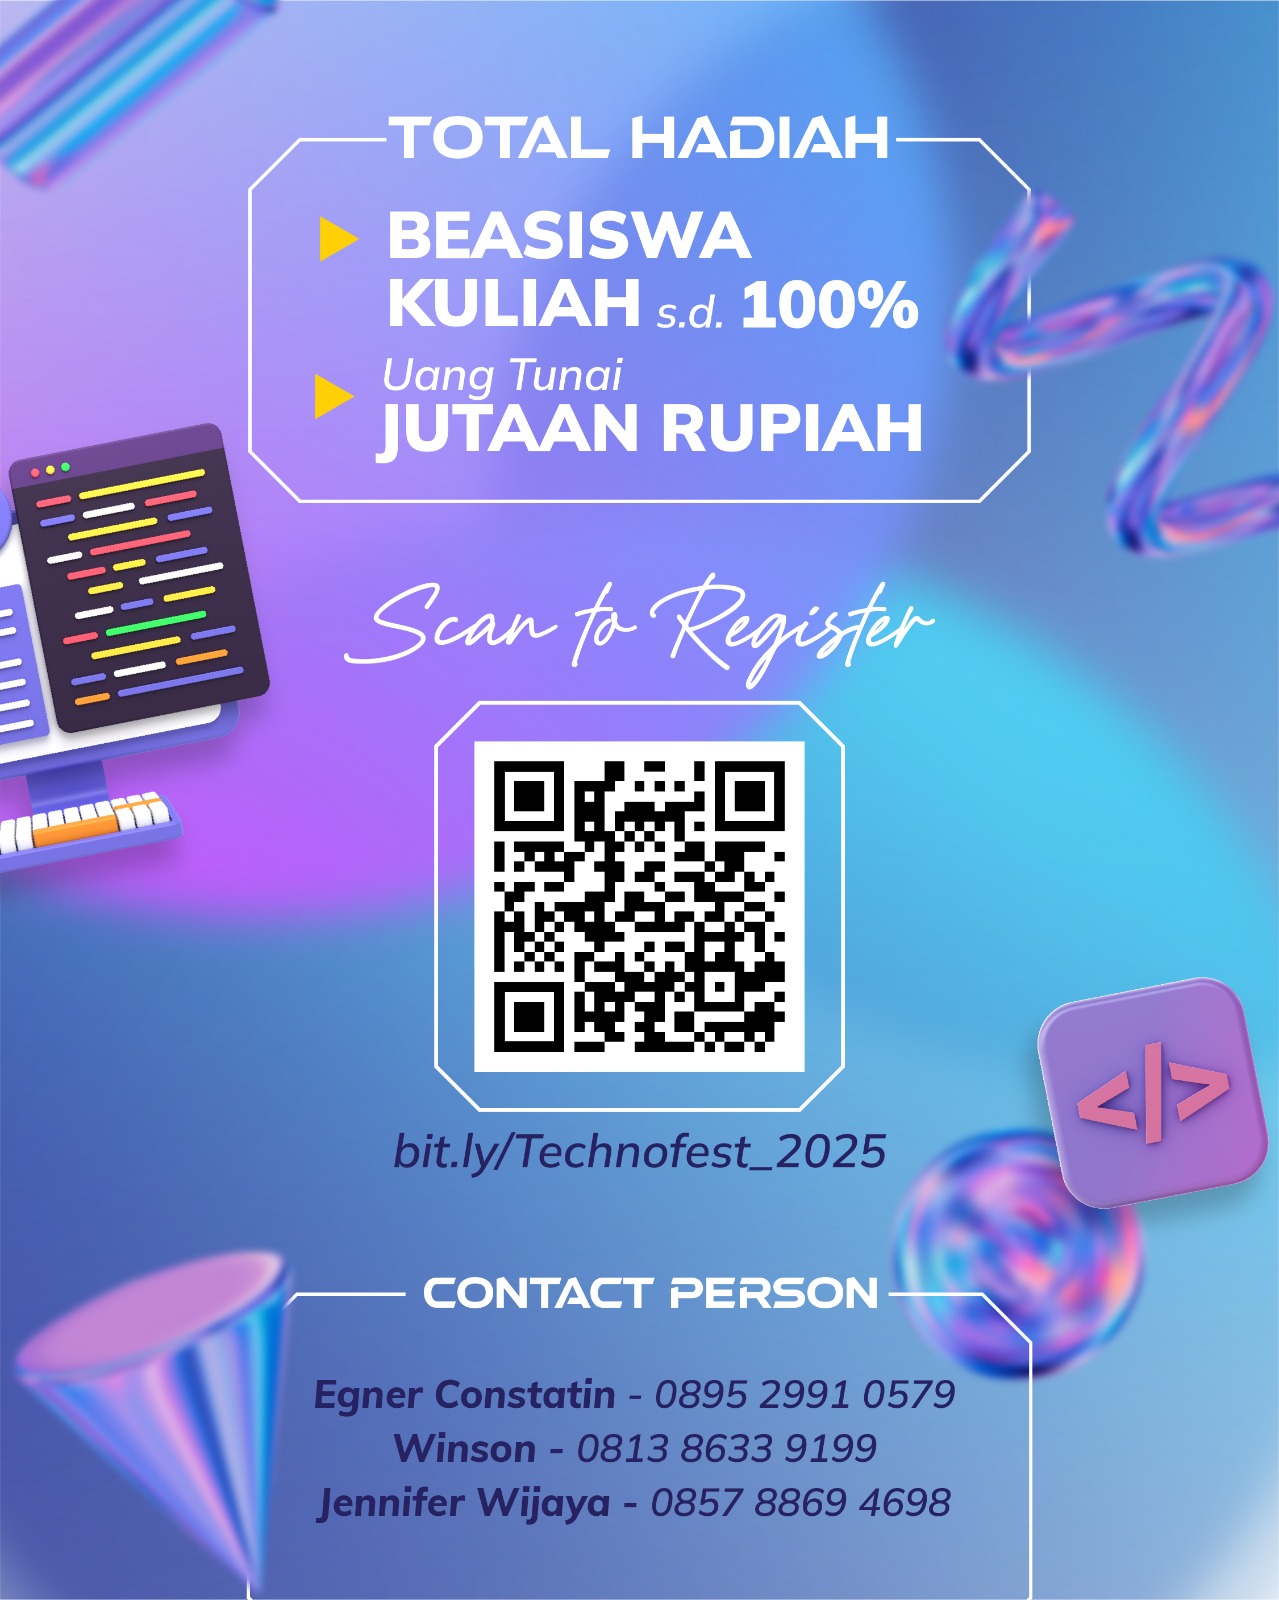 TOTAL HADIAH
BEASISWA
KULIAH s.d. 100%
Uang Tunai
JUTAAN RUPIAH
Scan to Register
bit.ly/Technofest_2025
</>
CONTACT PERSON
Egner Constatin - 0895 2991 0579
Winson - 0813 8633 9199
Jennifer Wijaya - 0857 8869 4698